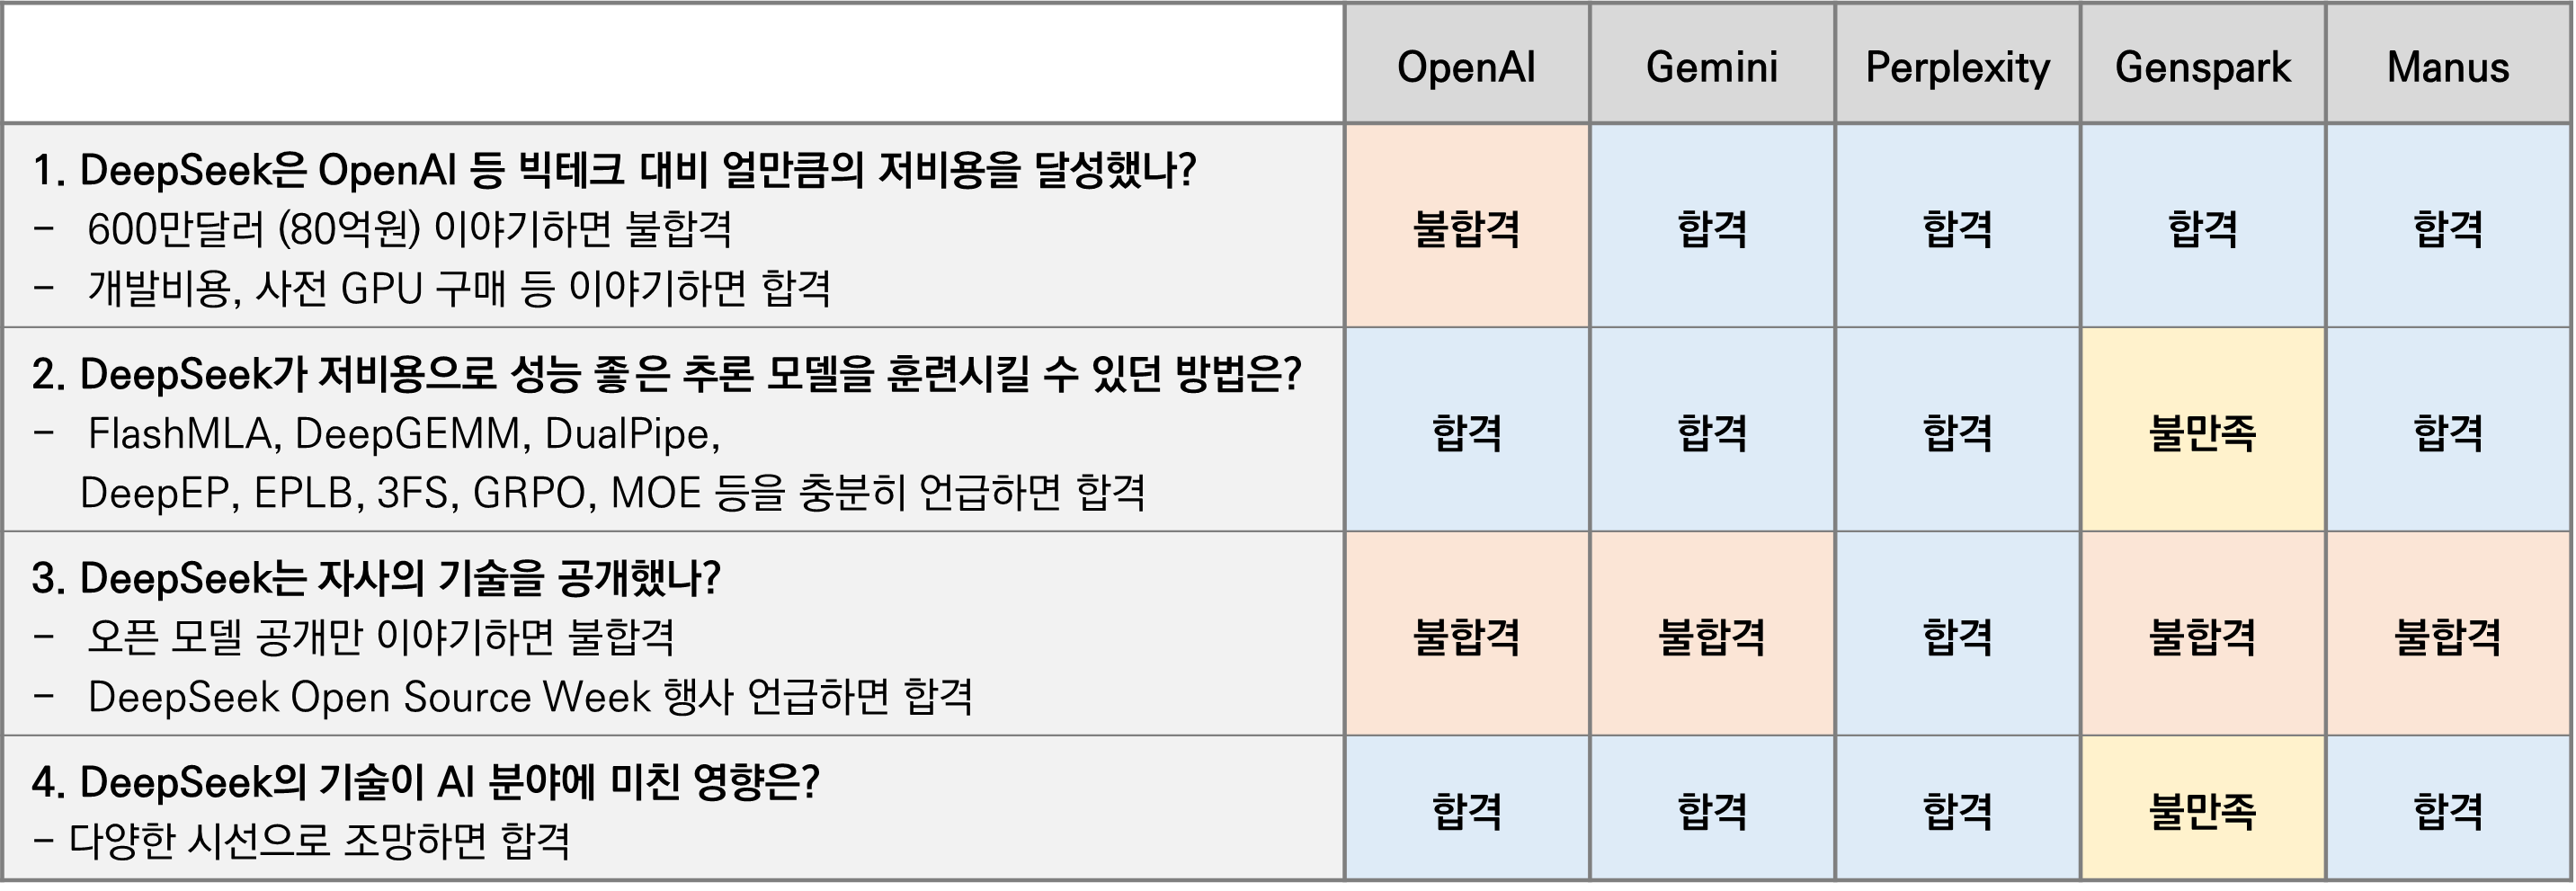 OpenAI Gemini Perplexity Genspark Manus
1. DeepSeek은 OpenAI 등 빅테크 대비 얼만큼의 저비용을 달성했나?
- 600만달러 (80억원) 이야기하면 불합격
- 개발비용, 사전 GPU 구매 등 이야기하면 합격
불합격 합격 합격 합격 합격
2. DeepSeek가 저비용으로 성능 좋은 추론 모델을 훈련시킬 수 있던 방법은?
- FlashMLA, DeepGEMM, DualPipe,
DeepEP, EPLB, 3FS, GRPO, MOE 등을 충분히 언급하면 합격
합격 합격 합격 불만족 합격
3. DeepSeek는 자사의 기술을 공개했나?
- 오픈 모델 공개만 이야기하면 불합격
- DeepSeek Open Source Week 행사 언급하면 합격
불합격 불합격 합격 불합격 불합격
4. DeepSeek의 기술이 AI 분야에 미친 영향은?
- 다양한 시선으로 조망하면 합격
합격 합격 합격 불만족 합격